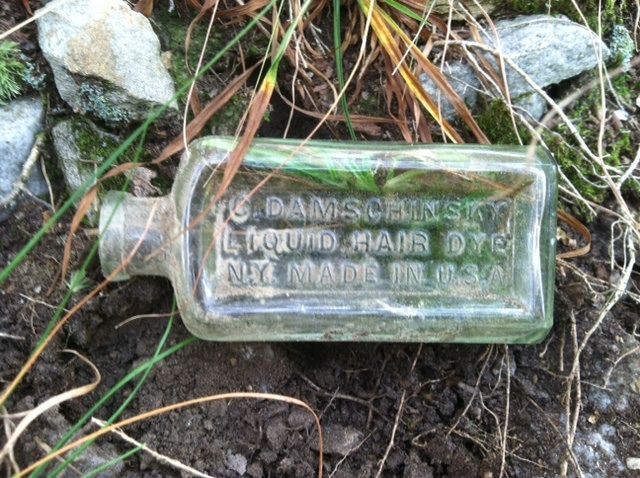 C. DAMSCHINSKY
LIQUID HAIR DYE
N.Y. MADE IN U.S.A